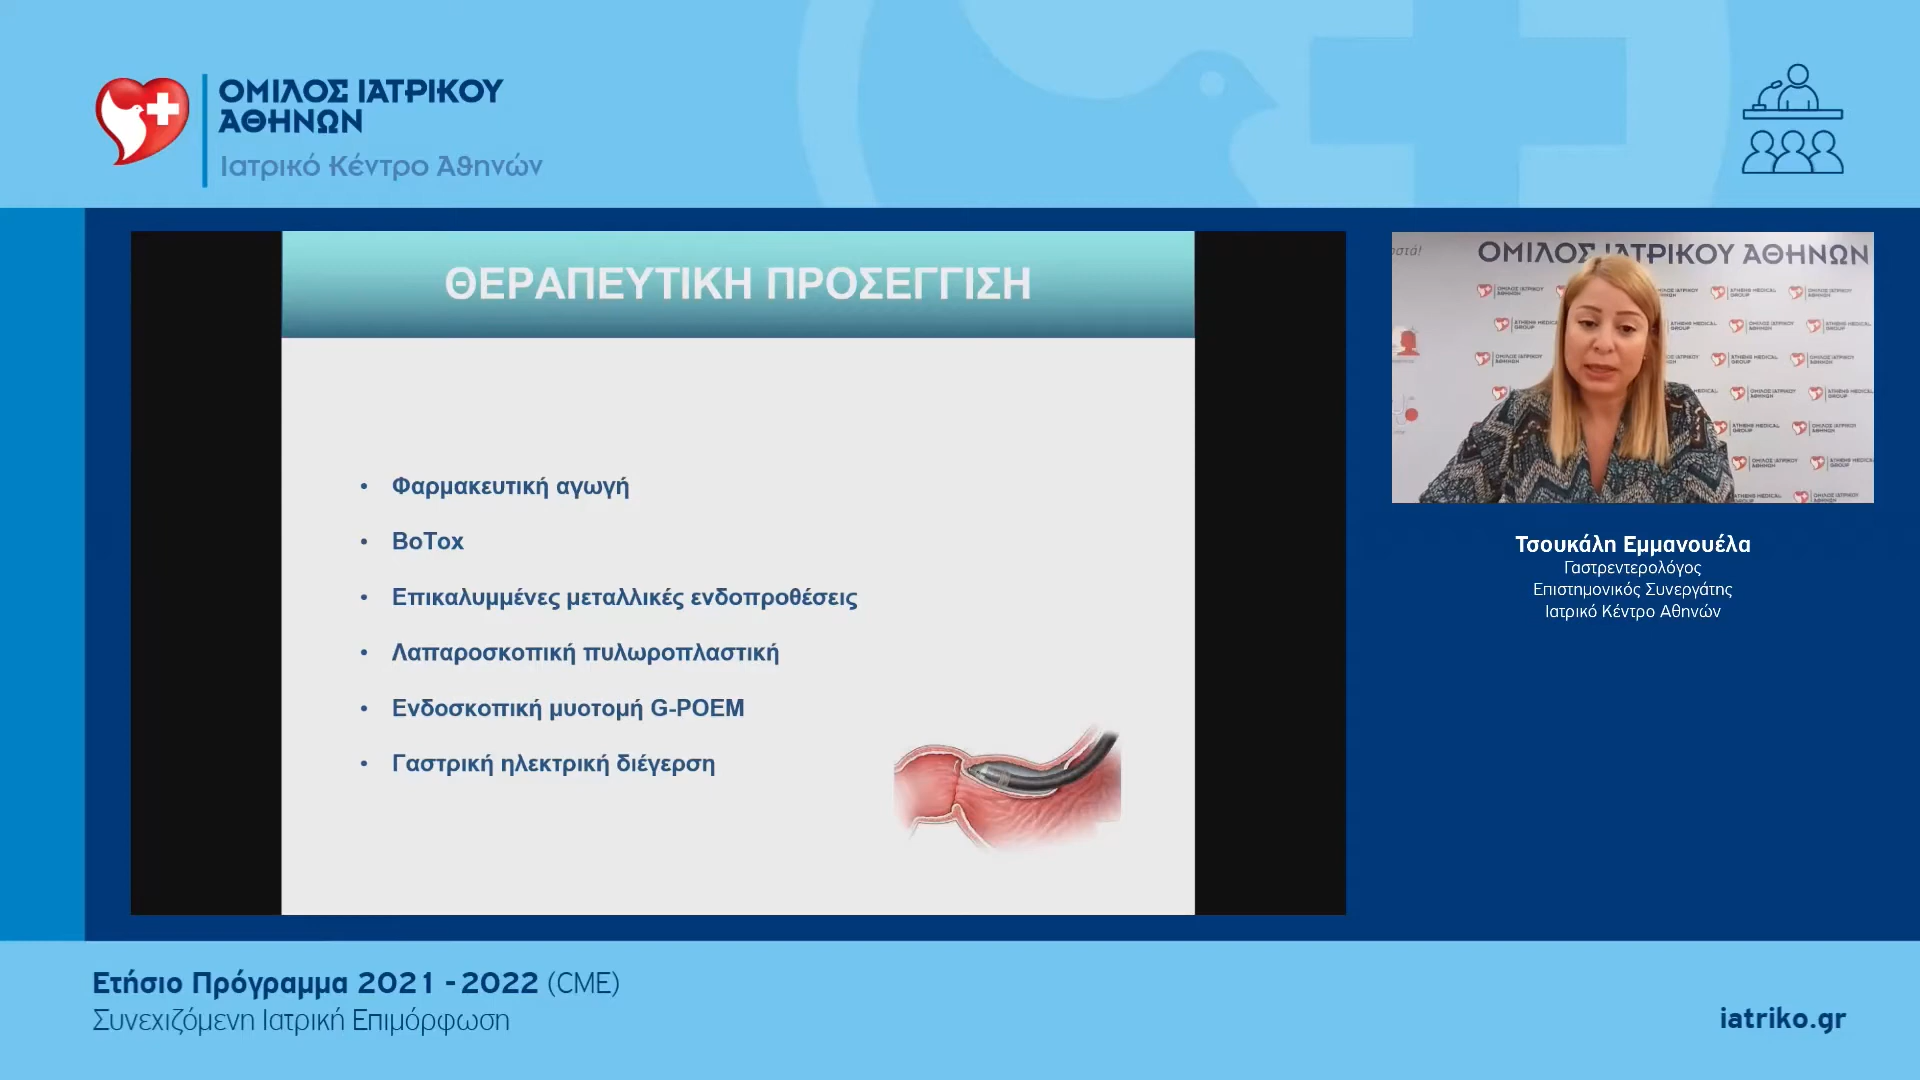 ΟΜΙΛΟΣ ΙΑΤΡΙΚΟΥ
ΑΘΗΝΩΝ
Ιατρικό Κέντρο Αθηνών
ΘΕΡΑΠΕΥΤΙΚΗ ΠΡΟΣΕΓΓΙΣΗ
• Φαρμακευτική αγωγή
• BoTox
• Επικαλυμμένες μεταλλικές ενδοπροθέσεις
• Λαπαροσκοπική πυλωροπλαστική
• Ενδοσκοπική μυοτομή G-POEM
• Γαστρική ηλεκτρική διέγερση
ΟΜΙΛΟΣ ΙΑΤΡΙΚΟΥ ΑΘΗΝΩΝ
Τσουκάλη Εμμανουέλα
Γαστρεντερολόγος
Επιστημονικός Συνεργάτης
Ιατρικό Κέντρο Αθηνών
Ετήσιο Πρόγραμμα 2021 - 2022 (CME)
Συνεχιζόμενη Ιατρική Επιμόρφωση
iatriko.gr